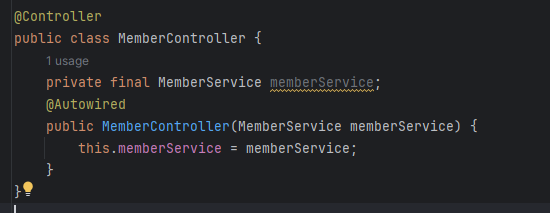 @Controller
public class MemberController {
1 usage
private final MemberService memberService;
@Autowired
public MemberController(MemberService memberService) {
this.memberService = memberService;
}
}